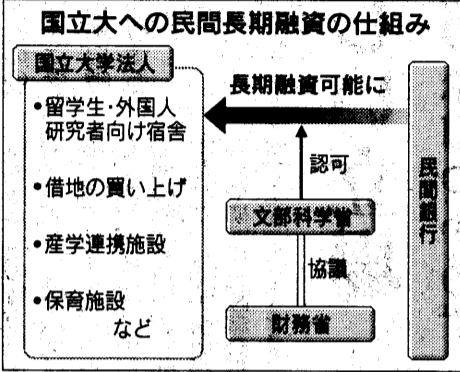 国立大への民間長期融資の仕組み
国立大学法人
•留学生・外国人
研究者向け宿舎
•借地の買い上げ
•産学連携施設
•保育施設
など
長期融資可能に
認可
文部科学省
協議
財務省
民間銀行